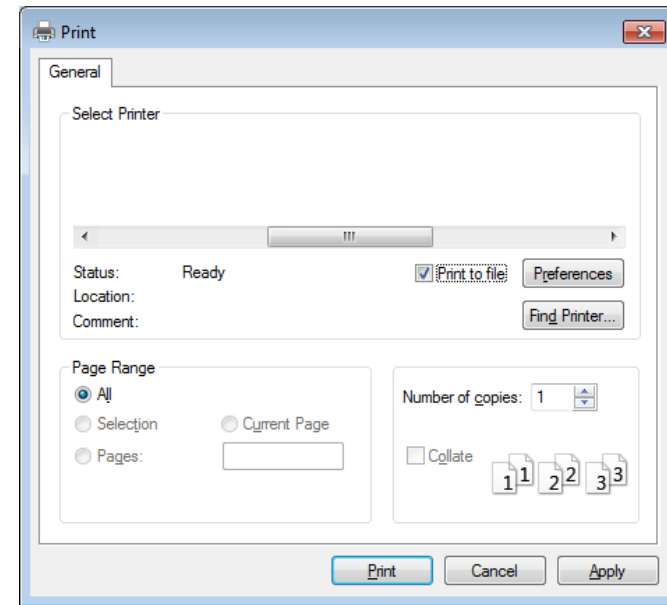 Print
General
Select Printer
Status: Ready
Print to file
Preferences
Location:
Comment:
Find Printer...
Page Range
All
Selection
Current Page
Pages:
Number of copies: 1
Collate
1 1 2 2 3 3
Print Cancel Apply